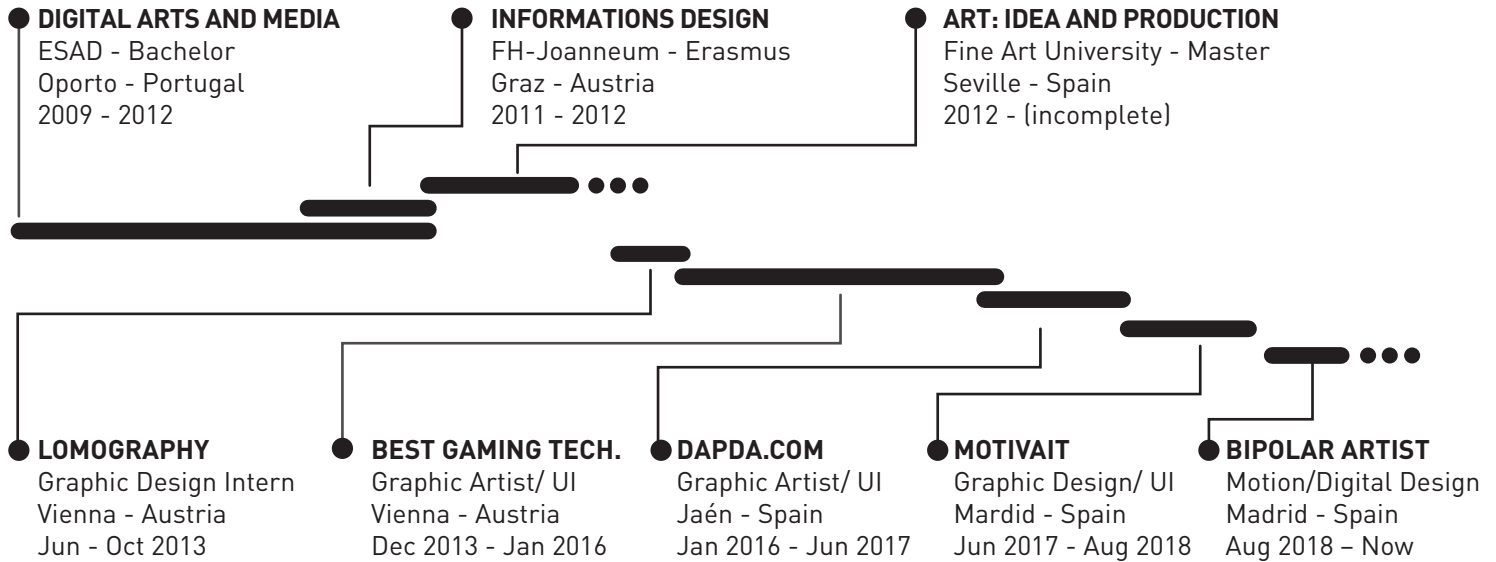 DIGITAL ARTS AND MEDIA
ESAD - Bachelor
Oporto - Portugal
2009 - 2012
INFORMATIONS DESIGN
FH-Joanneum - Erasmus
Graz - Austria
2011 - 2012
ART: IDEA AND PRODUCTION
Fine Art University - Master
Seville - Spain
2012 - (incomplete)
LOMOGRAPHY
Graphic Design Intern
Vienna - Austria
Jun - Oct 2013
BEST GAMING TECH.
Graphic Artist/ UI
Vienna - Austria
Dec 2013 - Jan 2016
DAPDA.COM
Graphic Artist/ UI
Jaén - Spain
Jan 2016 - Jun 2017
MOTIVAIT
Graphic Design/ UI
Mardid - Spain
Jun 2017 - Aug 2018
BIPOLAR ARTIST
Motion/Digital Design
Madrid - Spain
Aug 2018 – Now